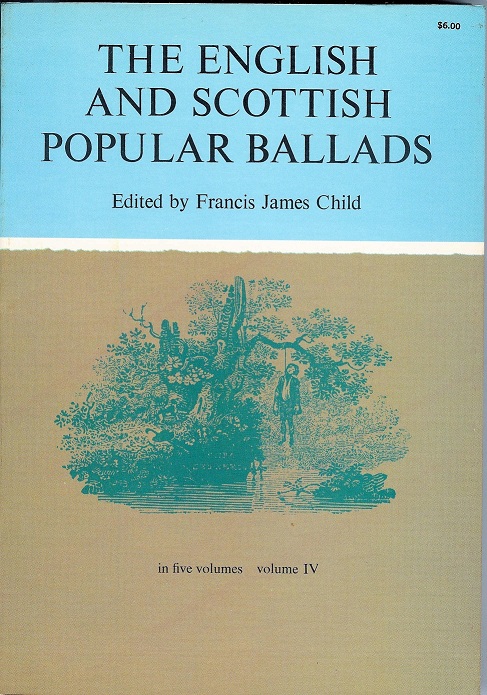 $6.00
THE ENGLISH
AND SCOTTISH
POPULAR BALLADS
Edited by Francis James Child
in five volumes volume IV